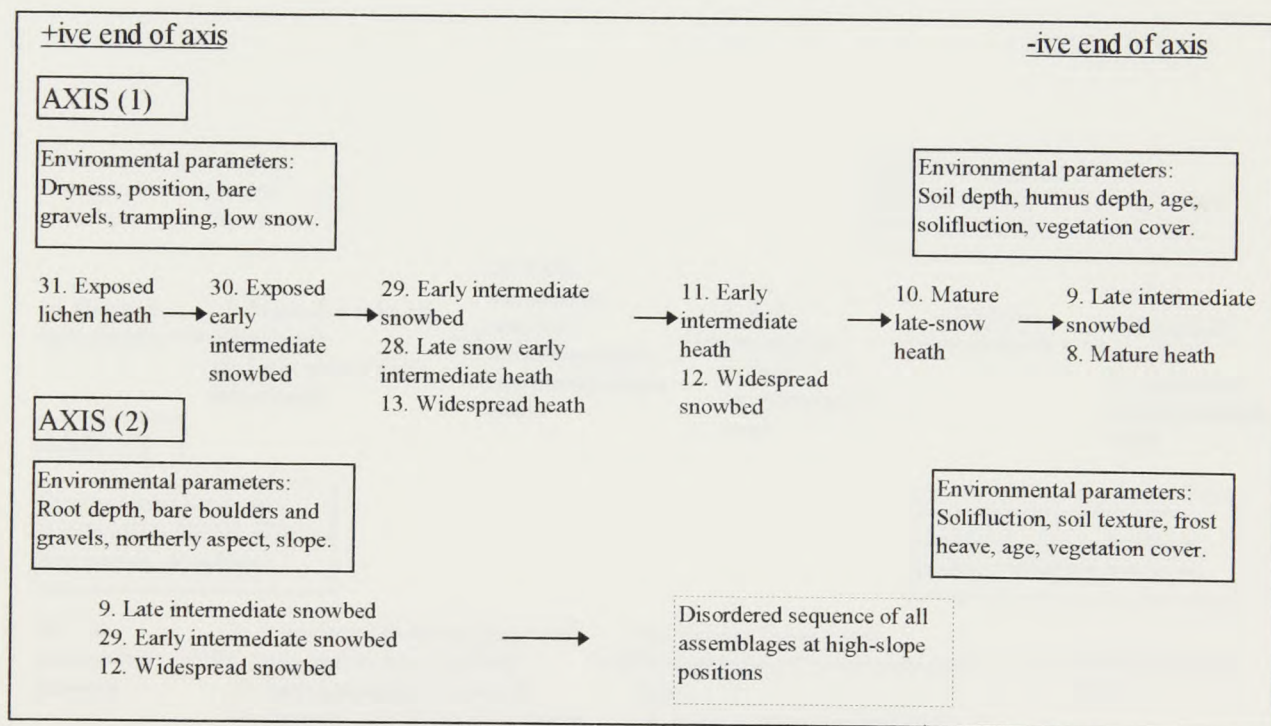 +ive end of axis
-ive end of axis
AXIS (1)
Environmental parameters:
Dryness, position, bare
gravels, trampling, low snow.
Environmental parameters:
Soil depth, humus depth, age,
solifluction, vegetation cover.
31. Exposed
lichen heath
30. Exposed
early
intermediate
snowbed
29. Early intermediate
snowbed
28. Late snow early
intermediate heath
13. Widespread heath
11. Early
intermediate
heath
12. Widespread
snowbed
10. Mature
late-snow
heath
9. Late intermediate
snowbed
8. Mature heath
AXIS (2)
Environmental parameters:
Root depth, bare boulders and
gravels, northerly aspect, slope.
Environmental parameters:
Solifluction, soil texture, frost
heave, age, vegetation cover.
9. Late intermediate snowbed
29. Early intermediate snowbed
12. Widespread snowbed
Disordered sequence of all
assemblages at high-slope
positions